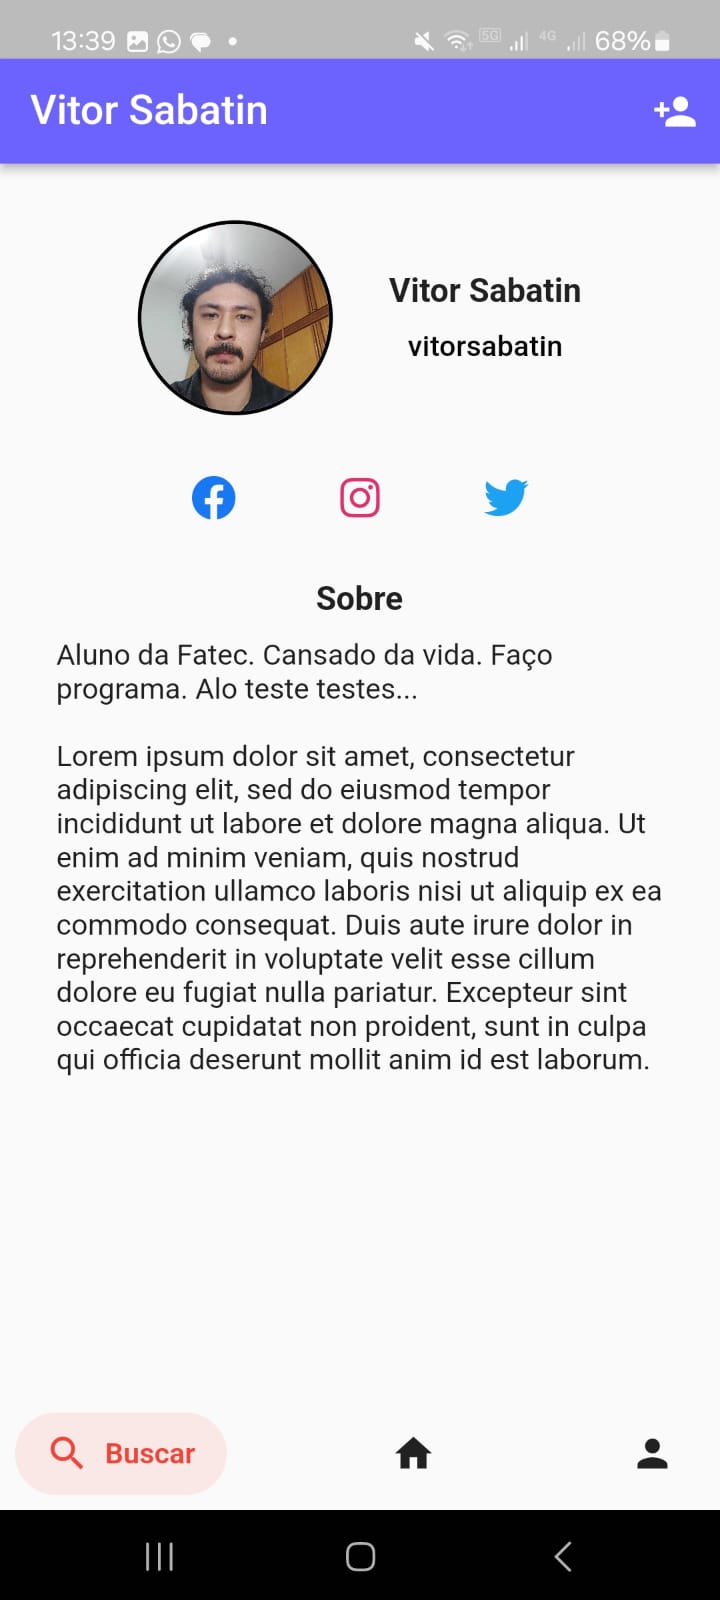 13:39
5G
4G
68%
Vitor Sabatin
Vitor Sabatin
vitorsabatin
Sobre
Aluno da Fatec. Cansado da vida. Faço
programa. Alo teste testes...
Lorem ipsum dolor sit amet, consectetur
adipiscing elit, sed do eiusmod tempor
incididunt ut labore et dolore magna aliqua. Ut
enim ad minim veniam, quis nostrud
exercitation ullamco laboris nisi ut aliquip ex ea
commodo consequat. Duis aute irure dolor in
reprehenderit in voluptate velit esse cillum
dolore eu fugiat nulla pariatur. Excepteur sint
occaecat cupidatat non proident, sunt in culpa
qui officia deserunt mollit anim id est laborum.
Buscar